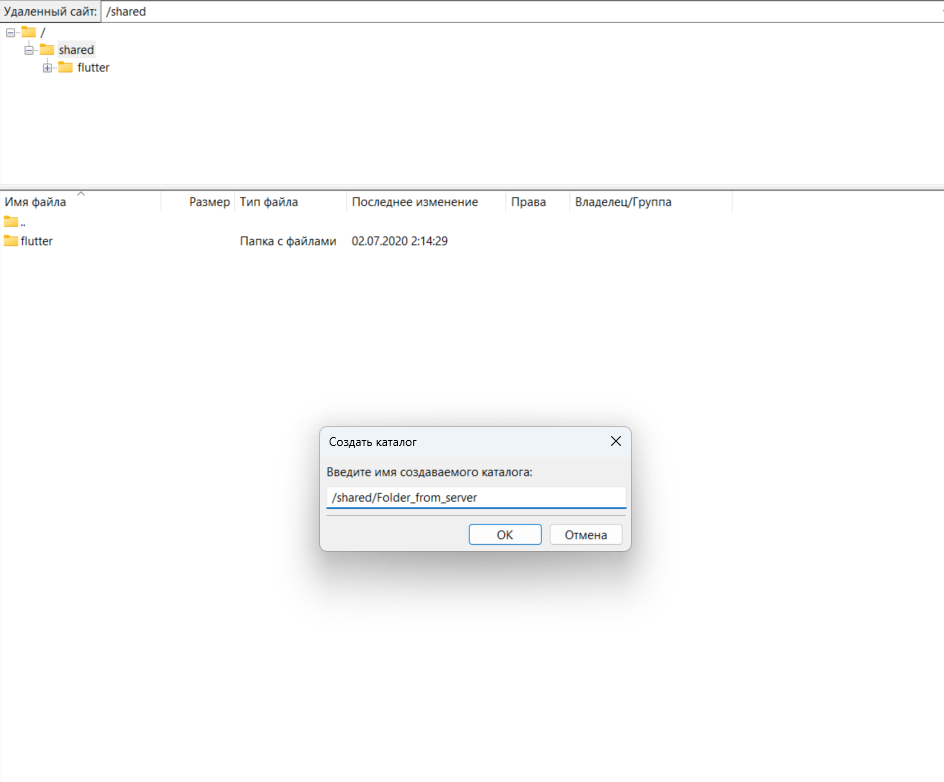 Удаленный сайт: /shared
/
shared
flutter
Имя файла Размер Тип файла Последнее изменение Права Владелец/Группа
..
flutter Папка с файлами 02.07.2020 2:14:29
Создать каталог
Введите имя создаваемого каталога:
/shared/Folder_from_server
OK Отмена